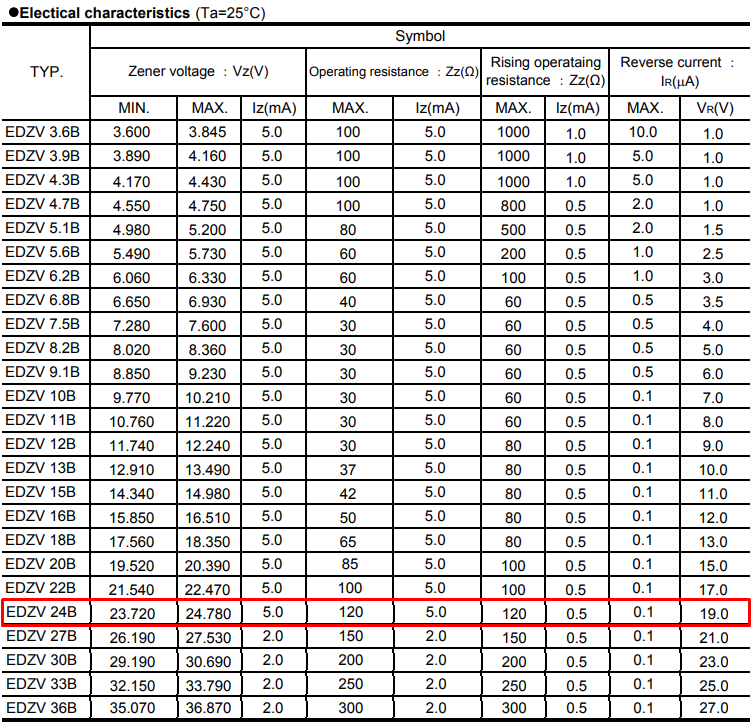 ●Electical characteristics (Ta=25°C)
Symbol
TYP. Zener voltage : Vz(V) Operating resistance : Zz(Ω) Rising operataing resistance : Zz(Ω) Reverse current : IR(μA)
MIN. MAX. Iz(mA) MAX. Iz(mA) MAX. Iz(mA) MAX. VR(V)
EDZV 3.6B 3.600 3.845 5.0 100 5.0 1000 1.0 10.0 1.0
EDZV 3.9B 3.890 4.160 5.0 100 5.0 1000 1.0 5.0 1.0
EDZV 4.3B 4.170 4.430 5.0 100 5.0 1000 1.0 5.0 1.0
EDZV 4.7B 4.550 4.750 5.0 100 5.0 800 0.5 2.0 1.0
EDZV 5.1B 4.980 5.200 5.0 80 5.0 500 0.5 2.0 1.5
EDZV 5.6B 5.490 5.730 5.0 60 5.0 200 0.5 1.0 2.5
EDZV 6.2B 6.060 6.330 5.0 60 5.0 100 0.5 1.0 3.0
EDZV 6.8B 6.650 6.930 5.0 40 5.0 60 0.5 0.5 3.5
EDZV 7.5B 7.280 7.600 5.0 30 5.0 60 0.5 0.5 4.0
EDZV 8.2B 8.020 8.360 5.0 30 5.0 60 0.5 0.5 5.0
EDZV 9.1B 8.850 9.230 5.0 30 5.0 60 0.5 0.5 6.0
EDZV 10B 9.770 10.210 5.0 30 5.0 60 0.5 0.1 7.0
EDZV 11B 10.760 11.220 5.0 30 5.0 60 0.5 0.1 8.0
EDZV 12B 11.740 12.240 5.0 30 5.0 80 0.5 0.1 9.0
EDZV 13B 12.910 13.490 5.0 37 5.0 80 0.5 0.1 10.0
EDZV 15B 14.340 14.980 5.0 42 5.0 80 0.5 0.1 11.0
EDZV 16B 15.850 16.510 5.0 50 5.0 80 0.5 0.1 12.0
EDZV 18B 17.560 18.350 5.0 65 5.0 80 0.5 0.1 13.0
EDZV 20B 19.520 20.390 5.0 85 5.0 100 0.5 0.1 15.0
EDZV 22B 21.540 22.470 5.0 100 5.0 100 0.5 0.1 17.0
EDZV 24B 23.720 24.780 5.0 120 5.0 120 0.5 0.1 19.0
EDZV 27B 26.190 27.530 2.0 150 2.0 150 0.5 0.1 21.0
EDZV 30B 29.190 30.690 2.0 200 2.0 200 0.5 0.1 23.0
EDZV 33B 32.150 33.790 2.0 250 2.0 250 0.5 0.1 25.0
EDZV 36B 35.070 36.870 2.0 300 2.0 300 0.5 0.1 27.0